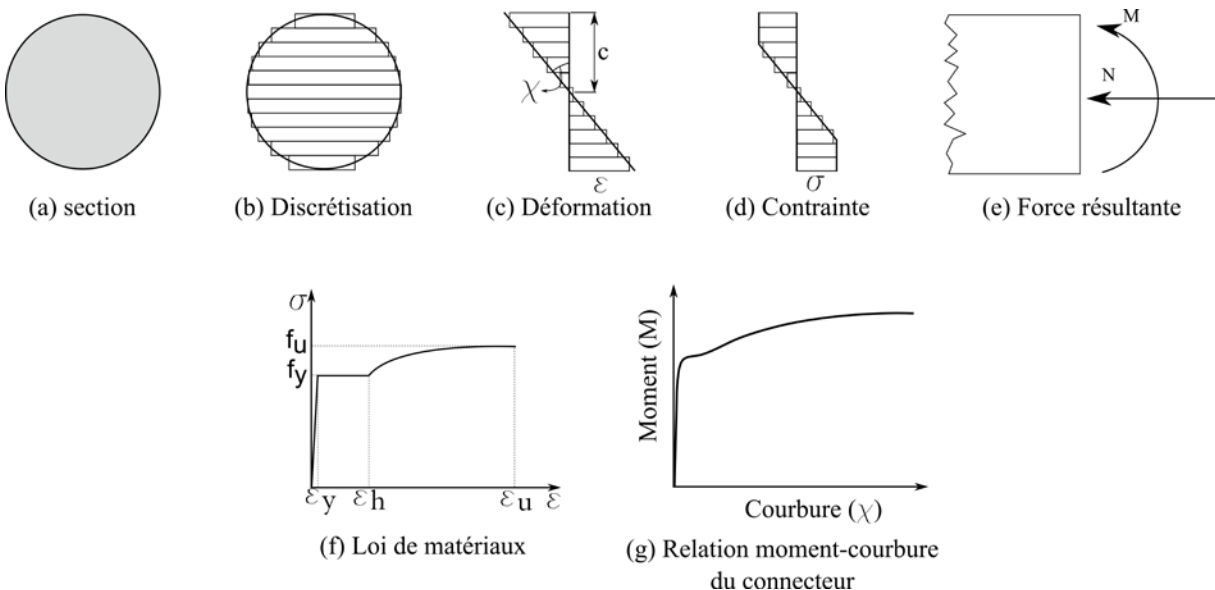 c
χ
ε
σ
M
N
(a) section
(b) Discrétisation
(c) Déformation
(d) Contrainte
(e) Force résultante
σ
fu
fy
εy
εh
εu
ε
(f) Loi de matériaux
Moment (M)
Courbure (χ)
(g) Relation moment-courbure
du connecteur